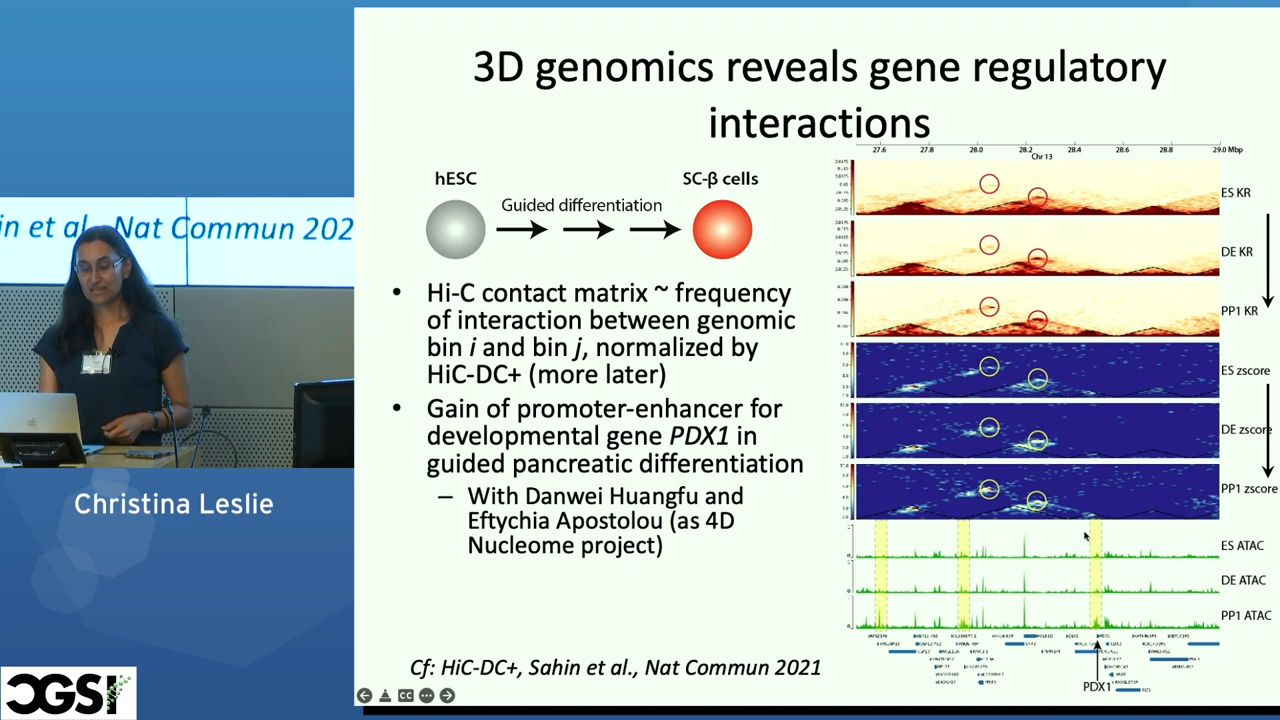 3D genomics reveals gene regulatory
interactions
hESC
SC-β cells
Guided differentiation
• Hi-C contact matrix ~ frequency
of interaction between genomic
bin i and bin j, normalized by
HiC-DC+ (more later)
• Gain of promoter-enhancer for
developmental gene PDX1 in
guided pancreatic differentiation
– With Danwei Huangfu and
Eftychia Apostolou (as 4D
Nucleome project)
Cf: HiC-DC+, Sahin et al., Nat Commun 2021
27.6 27.8 28.0 28.2 28.4 28.6 28.8 29.0 Mbp
Chr 13
ES KR
DE KR
PP1 KR
ES zscore
DE zscore
PP1 zscore
ES ATAC
DE ATAC
PP1 ATAC
PDX1
in et al., Nat Commun 202
Christina Leslie
CGSI
CC